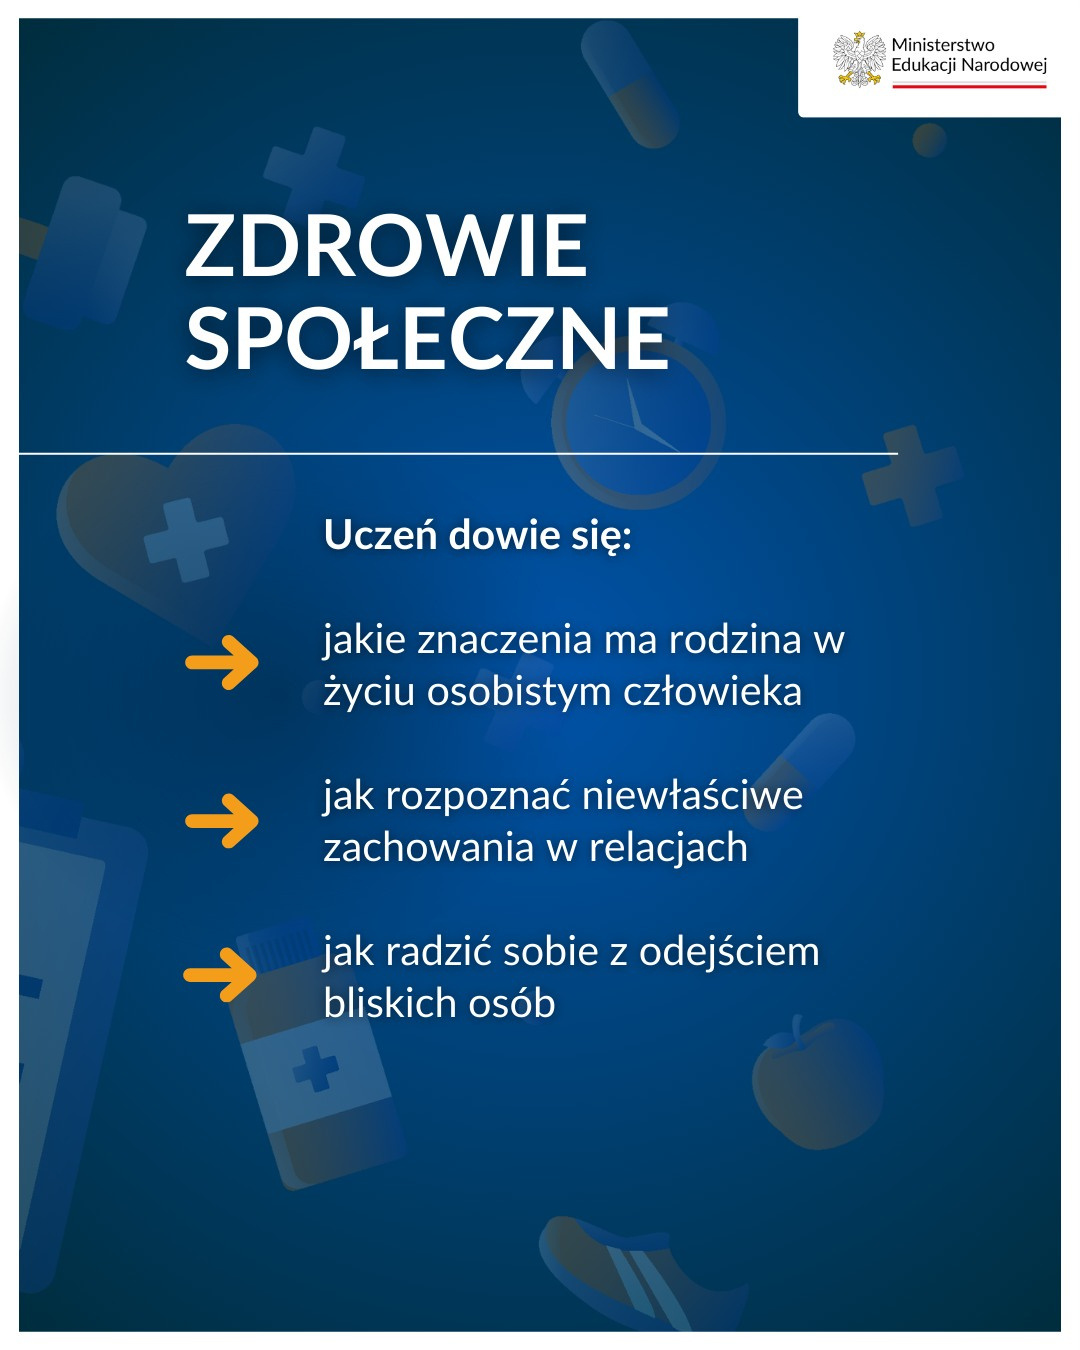 Ministerstwo
Edukacji Narodowej
ZDROWIE
SPOŁECZNE
Uczeń dowie się:
jakie znaczenia ma rodzina w
życiu osobistym człowieka
jak rozpoznać niewłaściwe
zachowania w relacjach
jak radzić sobie z odejściem
bliskich osób